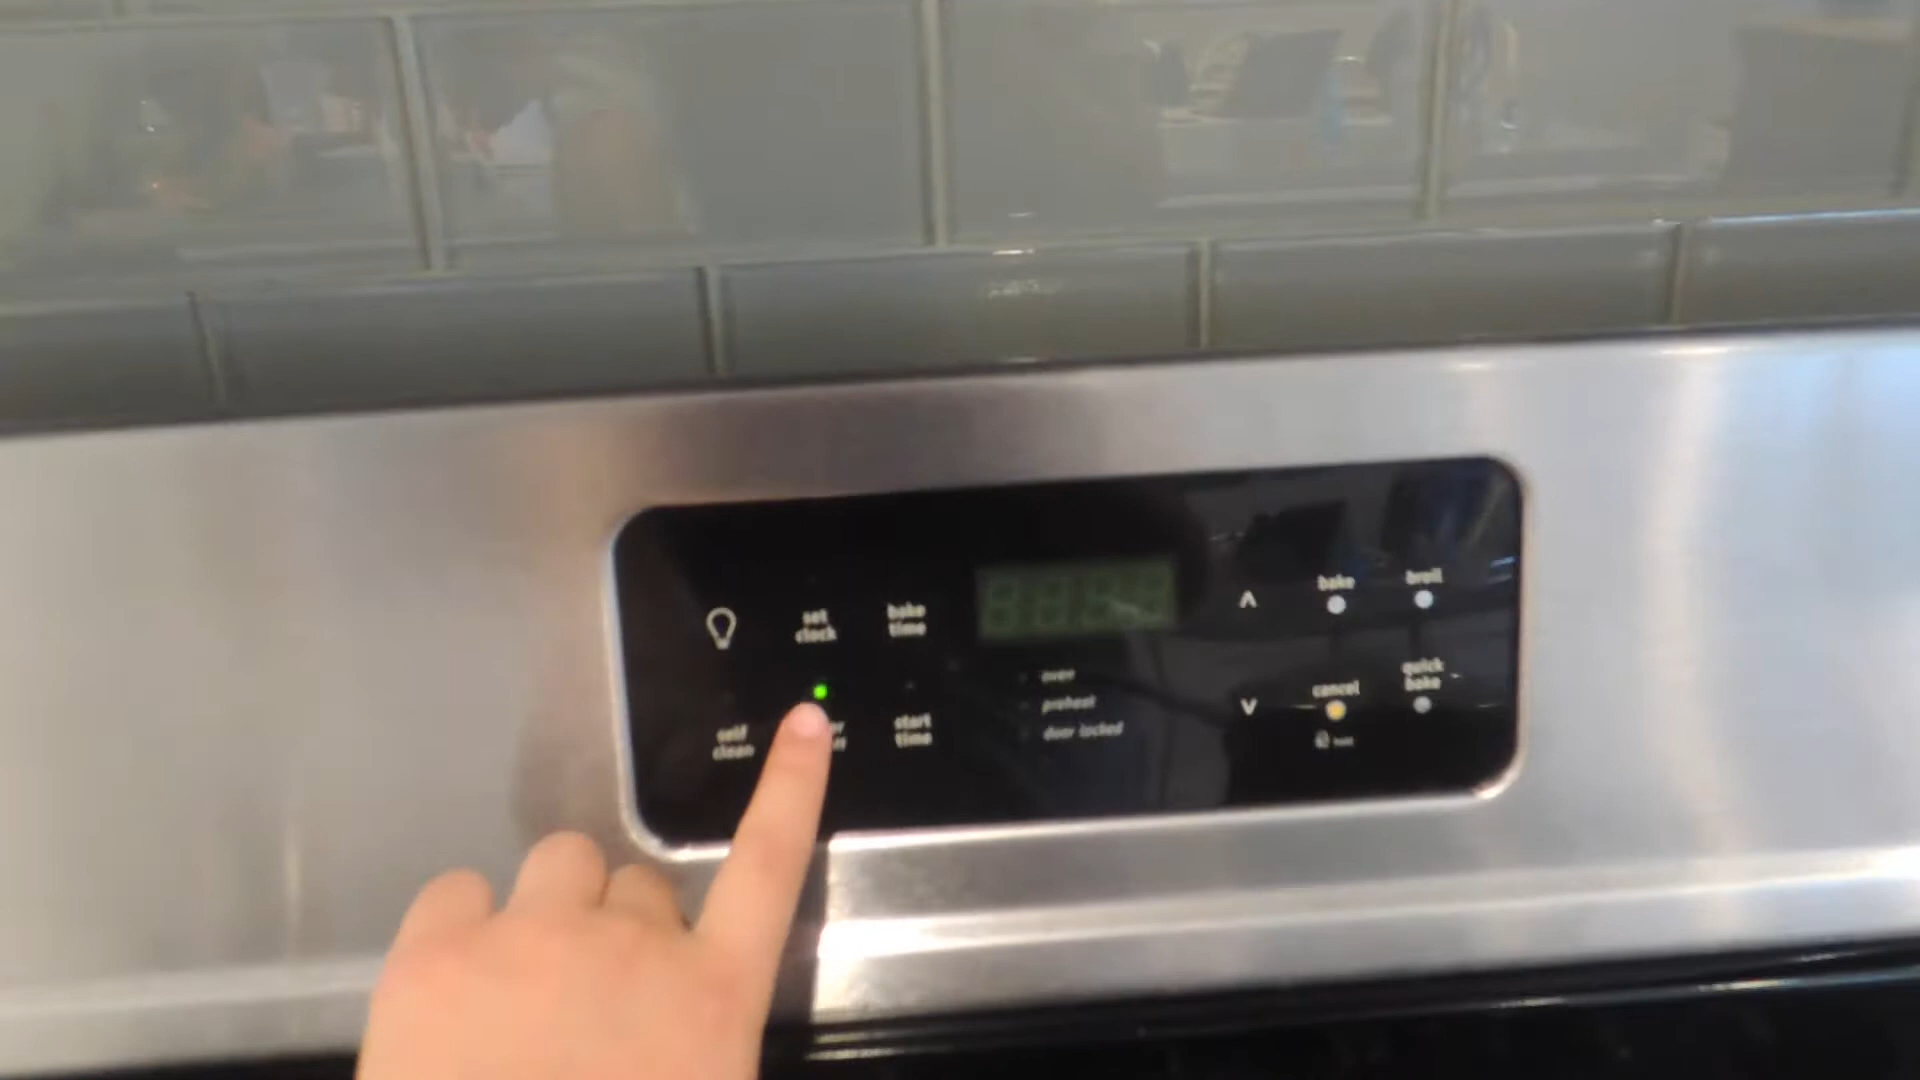 set
clock
bake
time
bake
broil
oven
preheat
door locked
self
clean
start
time
cancel
quick
bake